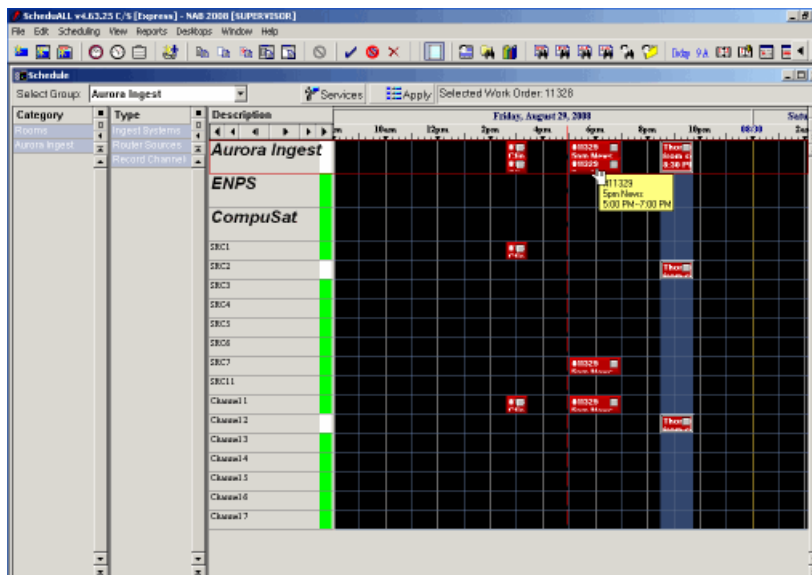 ScheduALL v4.63.25 C/S [Express] - NAB 2008 [SUPERVISOR]
File Edit Scheduling View Reports Desktops Window Help
Schedule
Select Group: Aurora Ingest Services Apply Selected Work Order: 11328
Category Type Description Friday, August 29, 2008
10am 12pm 2pm 4pm 6pm 8pm 10pm 08/30
Rooms Ingest Systems
Aurora Ingest Router Sources
Record Channel
Aurora Ingest
#11329
5pm News
5:00 PM-7:00 PM
ENPS
CompuSat
SRC1
SRC2
SRC3
SRC4
SRC5
SRC6
SRC7
SRC11
Channel 1
Channel 2
Channel 3
Channel 4
Channel 5
Channel 6
Channel 7